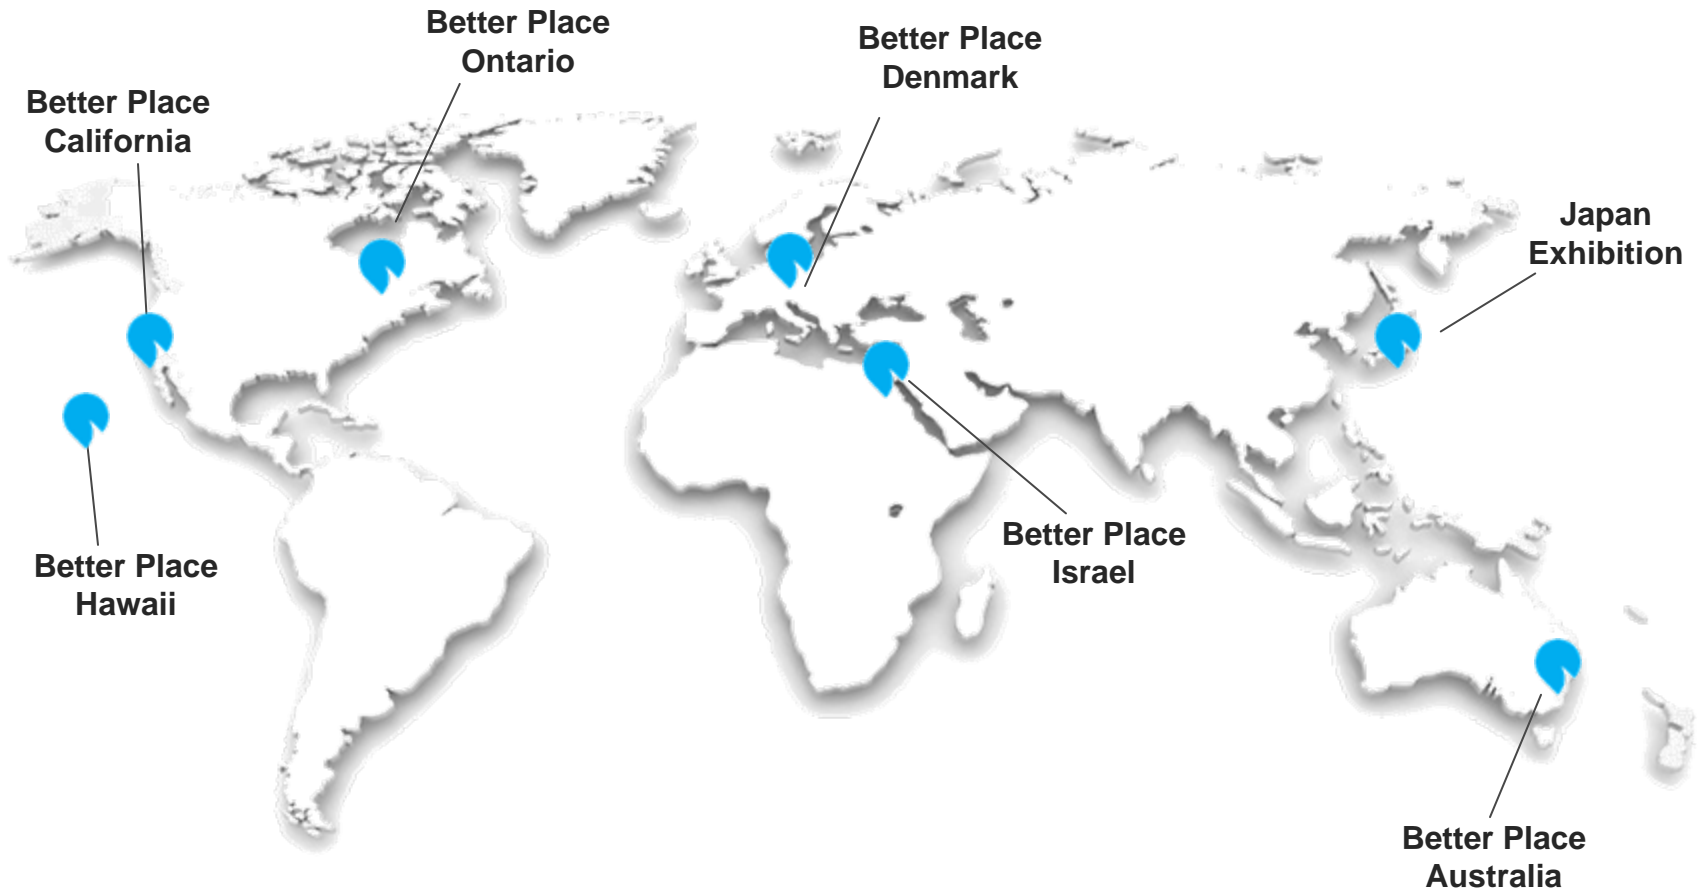 Better Place
Ontario
Better Place
Denmark
Better Place
California
Japan
Exhibition
Better Place
Israel
Better Place
Hawaii
Better Place
Australia